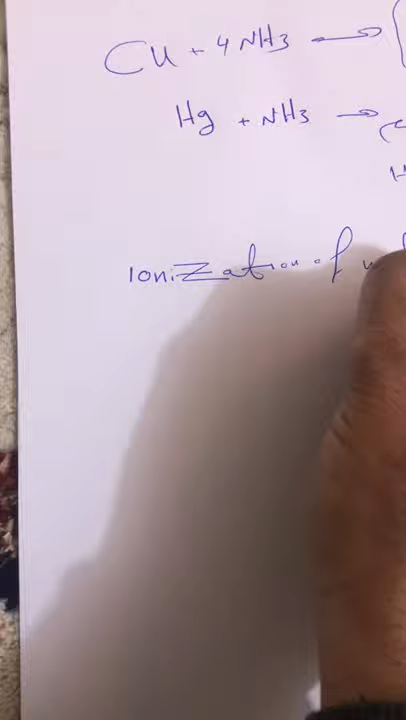 Cu + 4 NH3 →
Hg + NH3 →
Ionization of